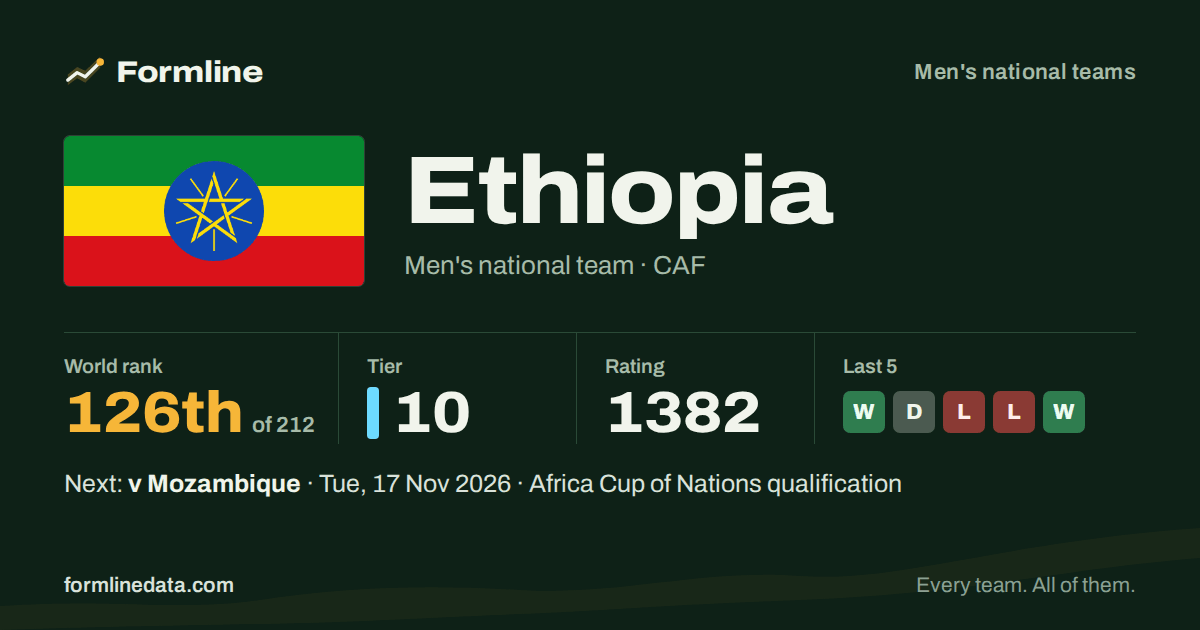 Formline
Men's national teams
Ethiopia
Men's national team · CAF
World rank
126th of 212
Tier
10
Rating
1382
Last 5
W D L L W
Next: v Mozambique · Tue, 17 Nov 2026 · Africa Cup of Nations qualification
formlinedata.com
Every team. All of them.